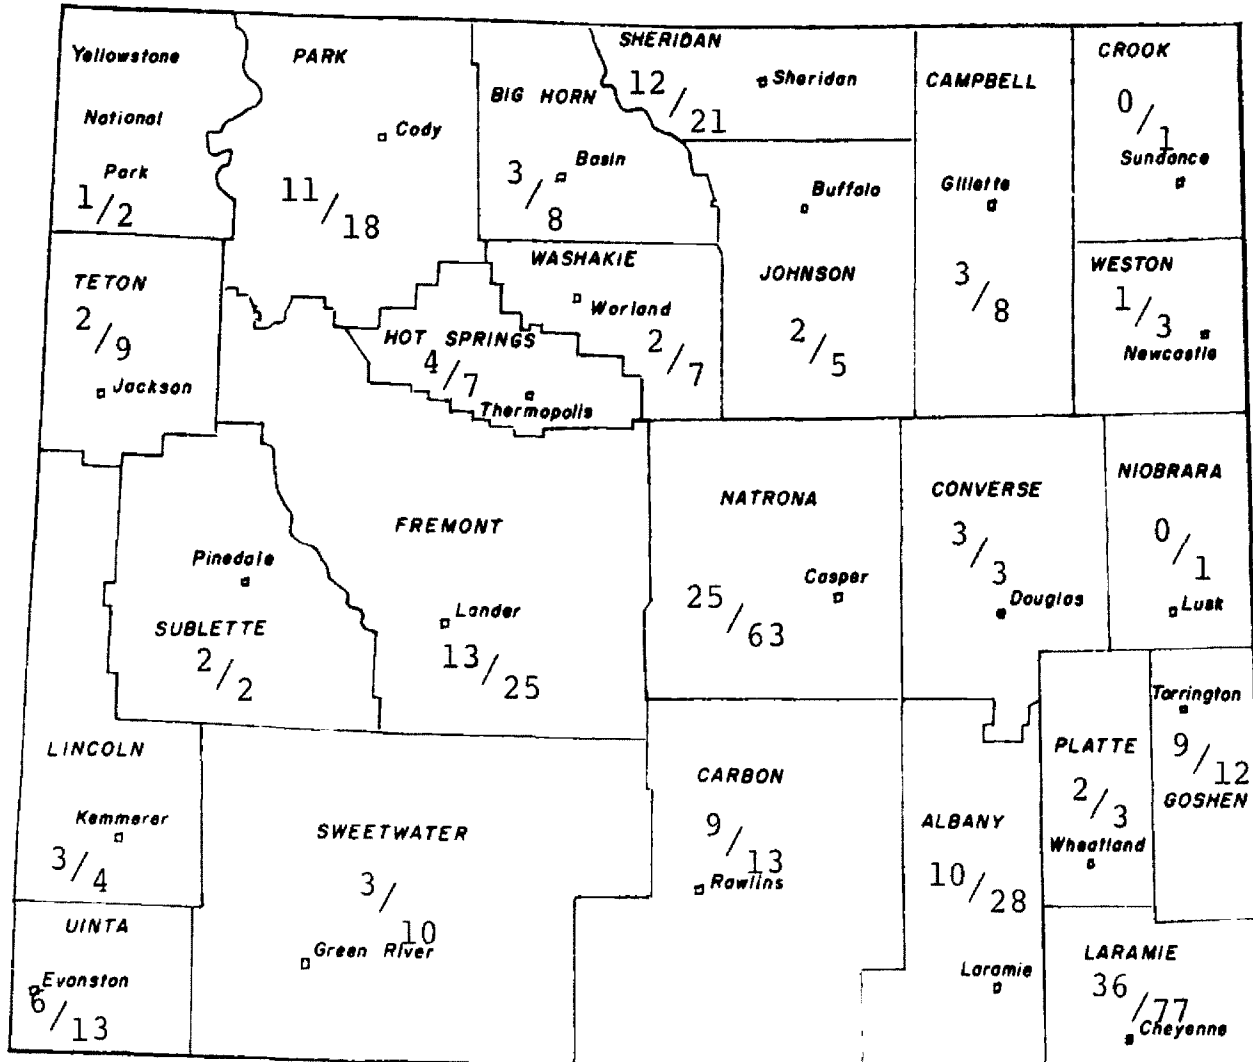 Yellowstone
National
Park
1/2
PARK
Cody
11/18
BIG HORN
Basin
3/8
SHERIDAN
12/21
Sheridan
CAMPBELL
Gillette
3/8
CROOK
0/1
Sundance
TETON
2/9
Jackson
HOT SPRINGS
4/7
Thermopolis
WASHAKIE
Worland
2/7
Buffalo
JOHNSON
2/5
WESTON
1/3
Newcastle
Pinedale
SUBLETTE
2/2
FREMONT
Lander
13/25
NATRONA
Casper
25/63
CONVERSE
3/3
Douglas
NIOBRARA
0/1
Lusk
LINCOLN
Kemmerer
3/4
SWEETWATER
3/10
Green River
CARBON
9/13
Rawlins
ALBANY
10/28
Laramie
PLATTE
2/3
Wheatland
Torrington
9/12
GOSHEN
UINTA
Evanston
6/13
LARAMIE
36/77
Cheyenne